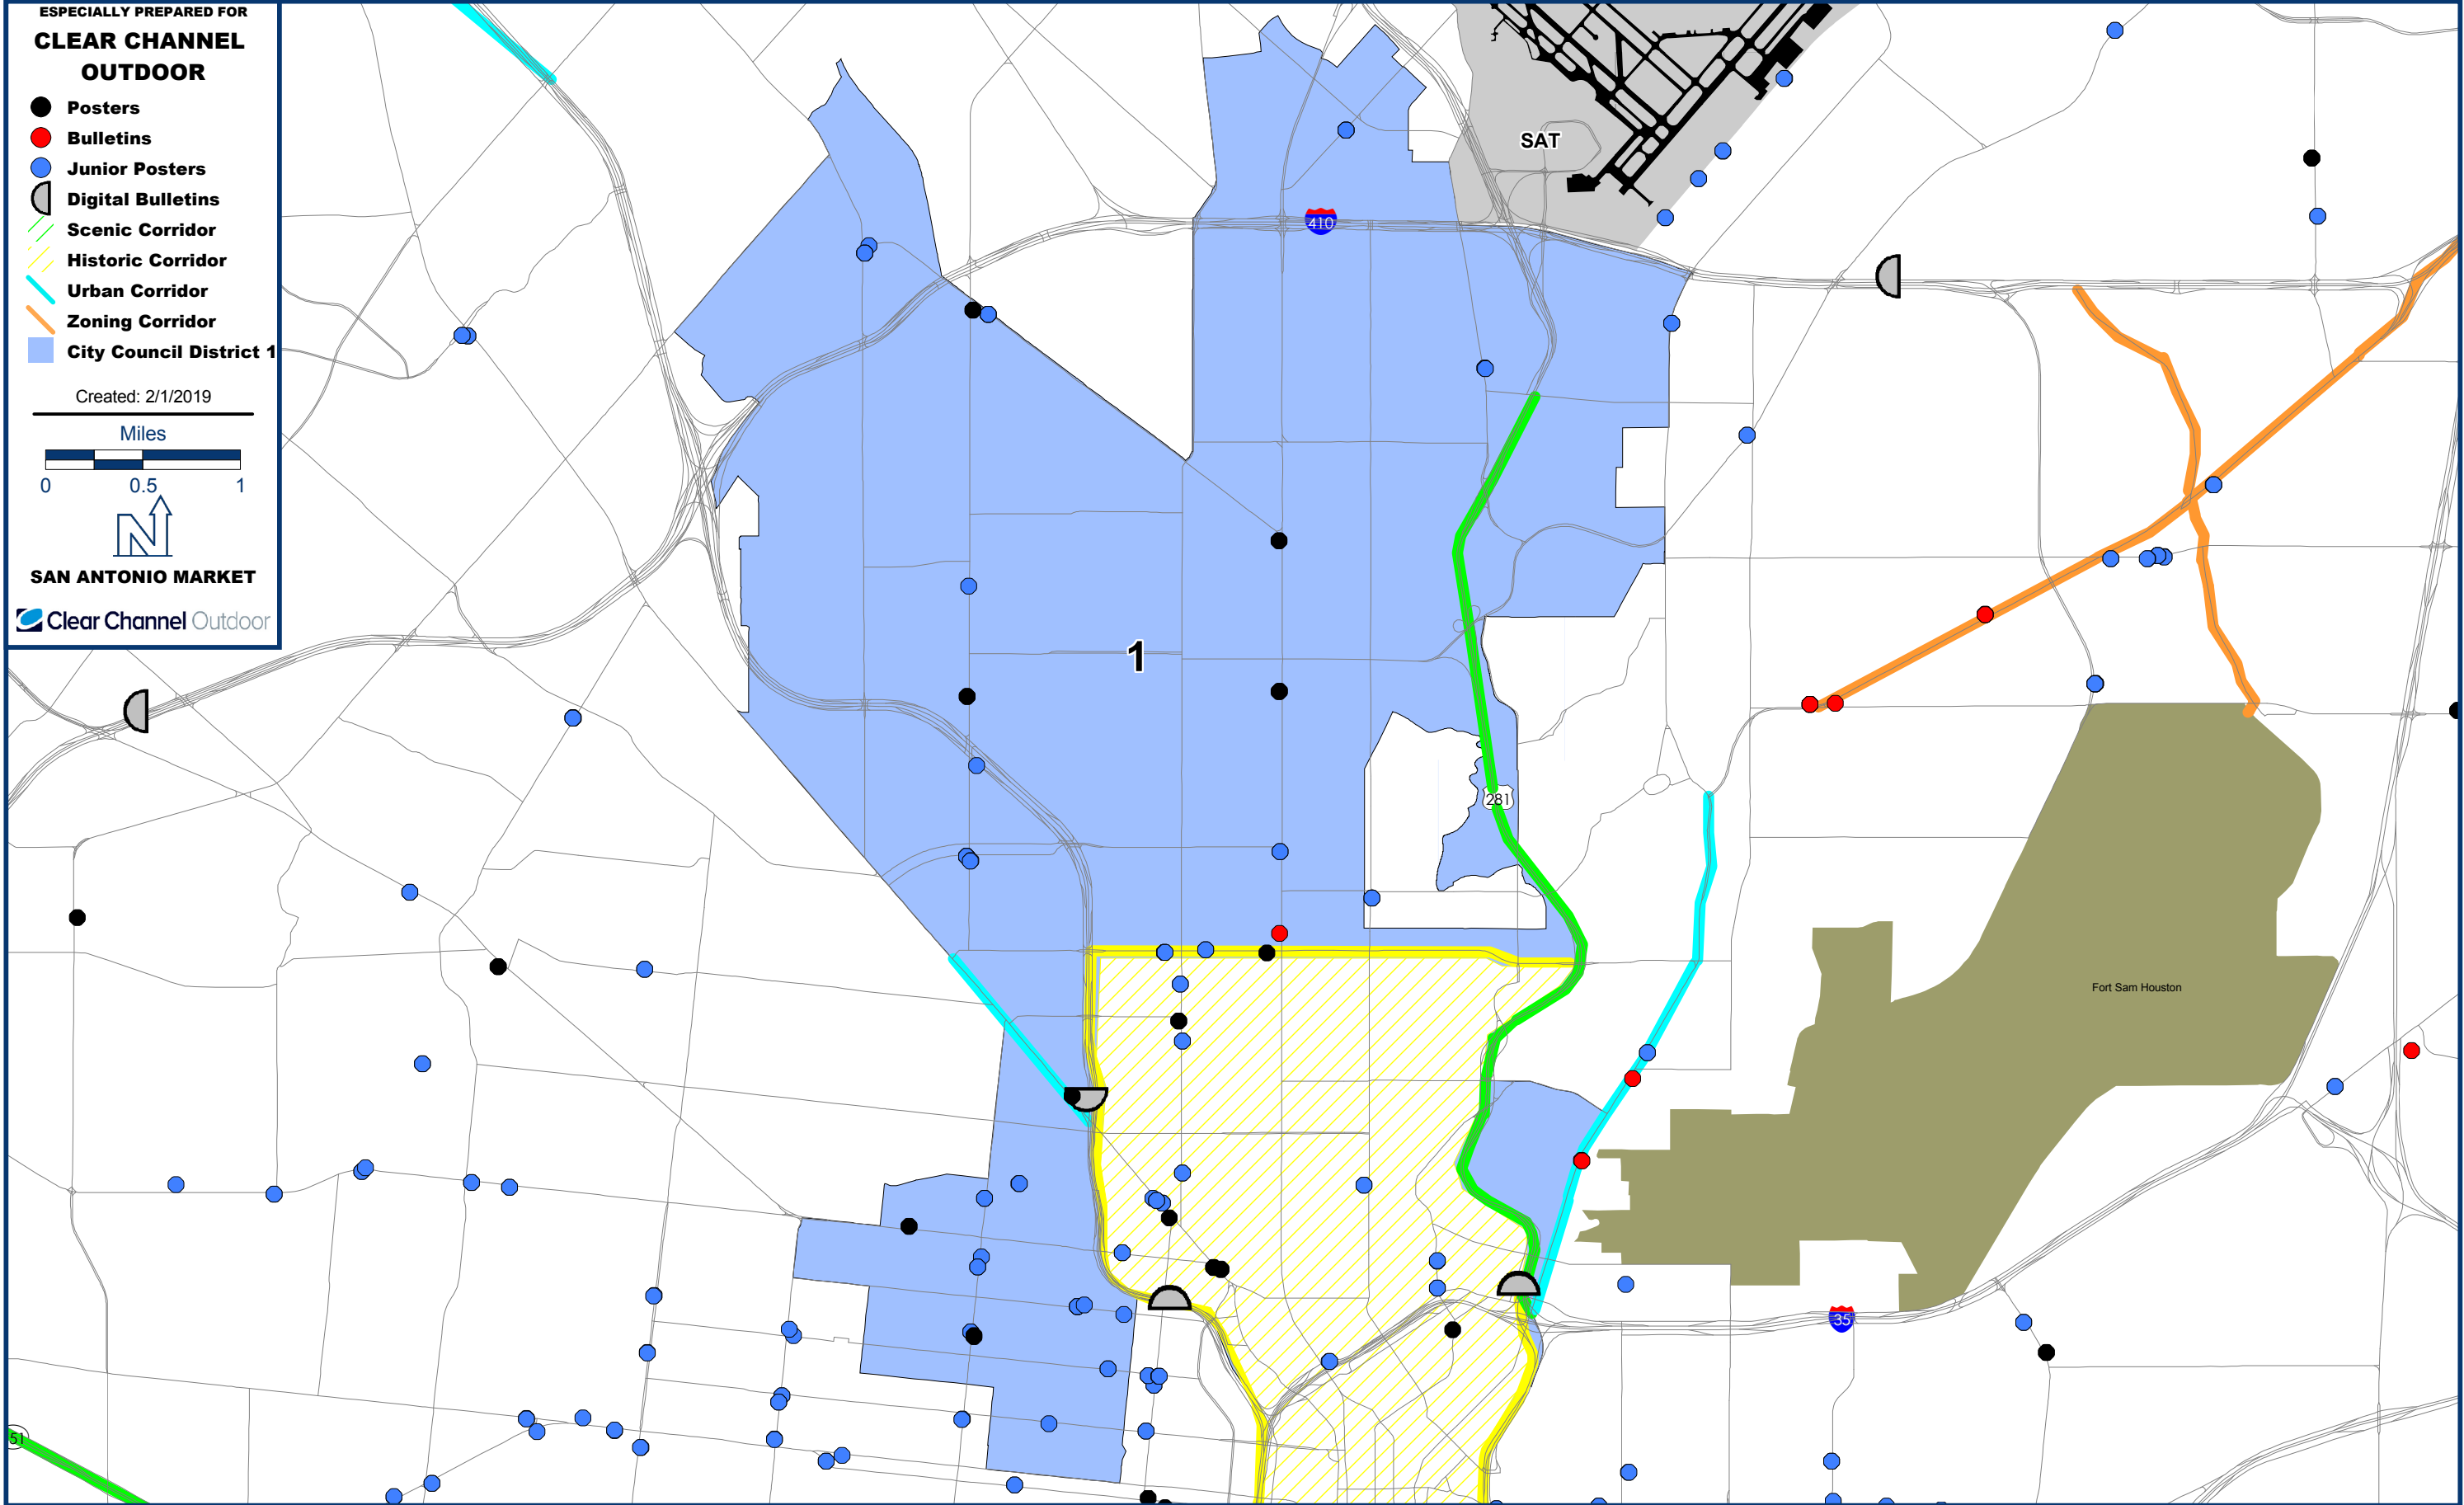 ESPECIALLY PREPARED FOR
CLEAR CHANNEL
OUTDOOR
Posters
Bulletins
Junior Posters
Digital Bulletins
Scenic Corridor
Historic Corridor
Urban Corridor
Zoning Corridor
City Council District 1
Created: 2/1/2019
Miles
0 0.5 1
N
SAN ANTONIO MARKET
Clear Channel Outdoor
SAT
410
1
281
Fort Sam Houston
35
51